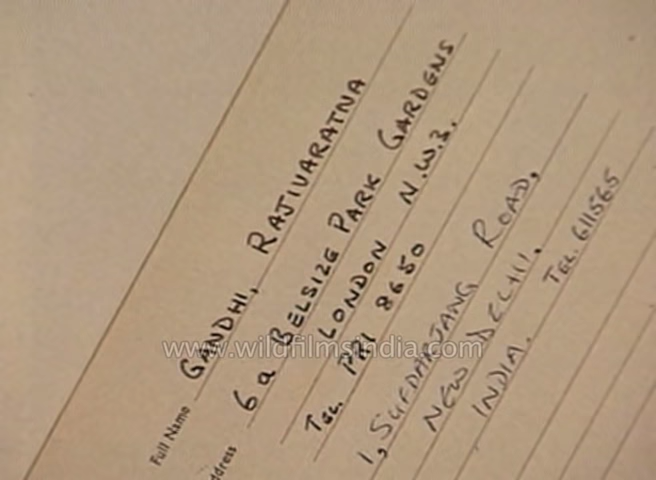 Full Name GANDHI, RAJIVARATNA
ddress 6a BELSIZE PARK GARDENS
LONDON N.W.3.
TEL. PRI 8650
1, SUFDARJANG ROAD,
NEW DELHI.
INDIA. TEL. 611565
www.wildfilmsindia.com